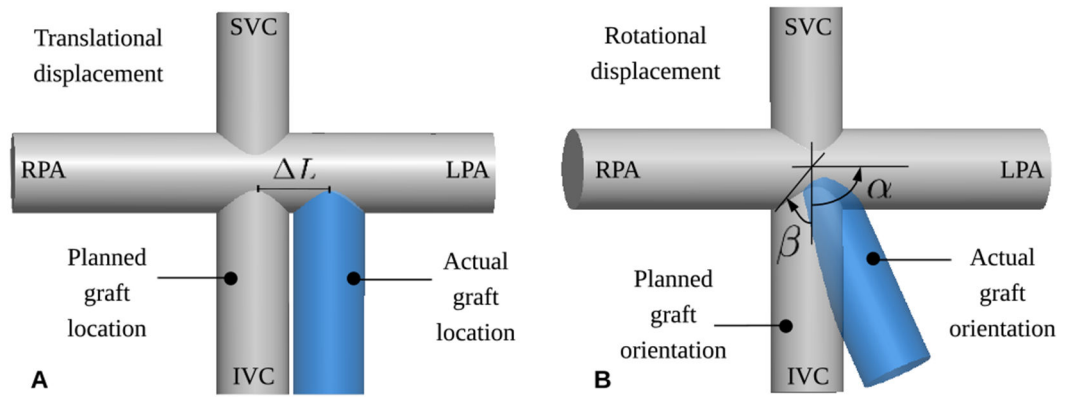 Translational
displacement
SVC
RPA
ΔL
LPA
Planned
graft
location
Actual
graft
location
IVC
A
Rotational
displacement
SVC
RPA
LPA
α
β
Planned
graft
orientation
Actual
graft
orientation
IVC
B